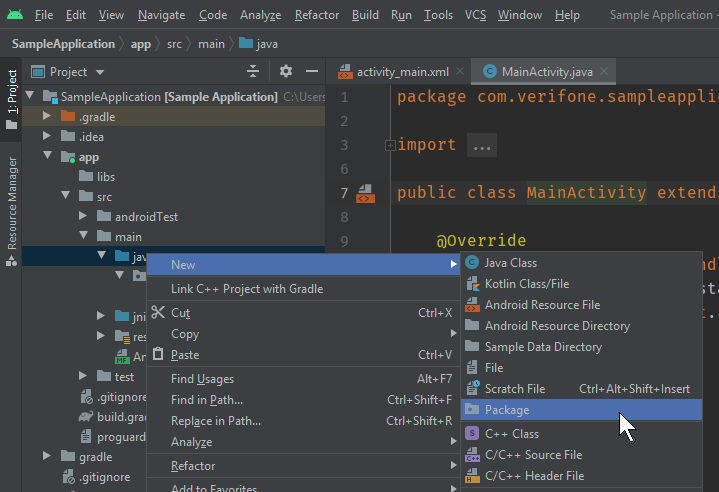 File Edit View Navigate Code Analyze Refactor Build Run Tools VCS Window Help Sample Application -
SampleApplication app src main java
1: Project
Resource Manager
Project
activity_main.xml
MainActivity.java
SampleApplication [Sample Application] C:\Users
.gradle
.idea
app
libs
src
androidTest
main
jav
jni
res
An
test
.gitignore
build.grad
proguard
gradle
.gitignore
1 package com.verifone.sampleappli
2
3 import ...
6
7 public class MainActivity extends
8
9 @Override
New
Link C++ Project with Gradle
Cut Ctrl+X
Copy
Paste Ctrl+V
Find Usages Alt+F7
Find in Path... Ctrl+Shift+F
Replace in Path... Ctrl+Shift+R
Analyze
Refactor
Add to Favorites
Java Class
Kotlin Class/File
Android Resource File
Android Resource Directory
Sample Data Directory
File
Scratch File Ctrl+Alt+Shift+Insert
Package
C++ Class
C/C++ Source File
C/C++ Header File